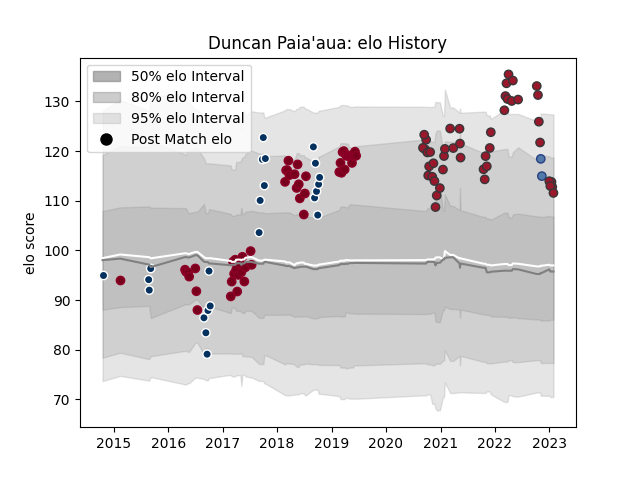 Duncan Paia'aua: elo History
50% elo Interval
80% elo Interval
95% elo Interval
Post Match elo
elo score
130
120
110
100
90
80
70
2015 2016 2017 2018 2019 2020 2021 2022 2023